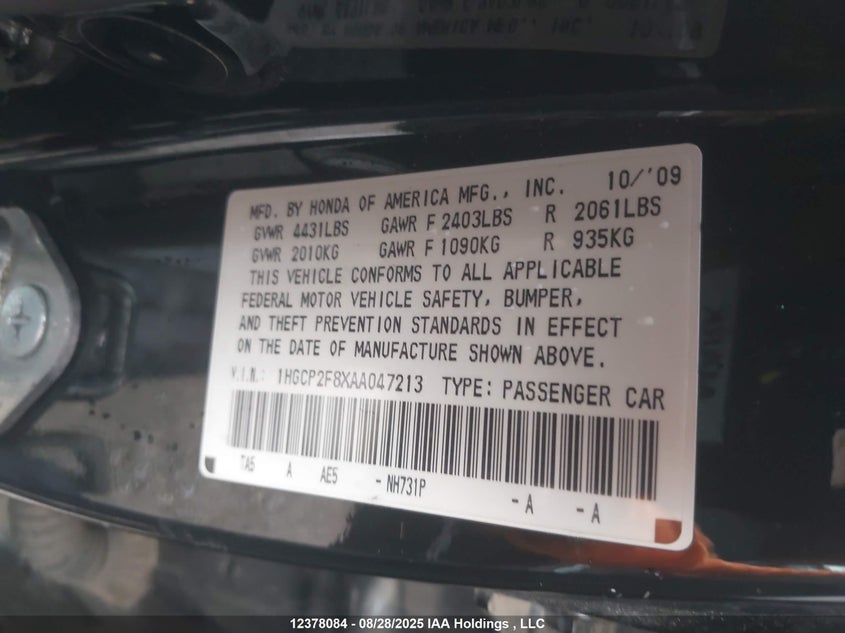 MFD. BY HONDA OF AMERICA MFG., INC. 10/'09
GVWR 4431LBS GAWR F 2403LBS R 2061LBS
GVWR 2010KG GAWR F 1090KG R 935KG
THIS VEHICLE CONFORMS TO ALL APPLICABLE
FEDERAL MOTOR VEHICLE SAFETY, BUMPER,
AND THEFT PREVENTION STANDARDS IN EFFECT
ON THE DATE OF MANUFACTURE SHOWN ABOVE.
V.I.N.: 1HGCP2F8XAA047213 TYPE: PASSENGER CAR
TA5 A AE5 - NH731P -A -A
12378084 - 08/28/2025 IAA Holdings , LLC